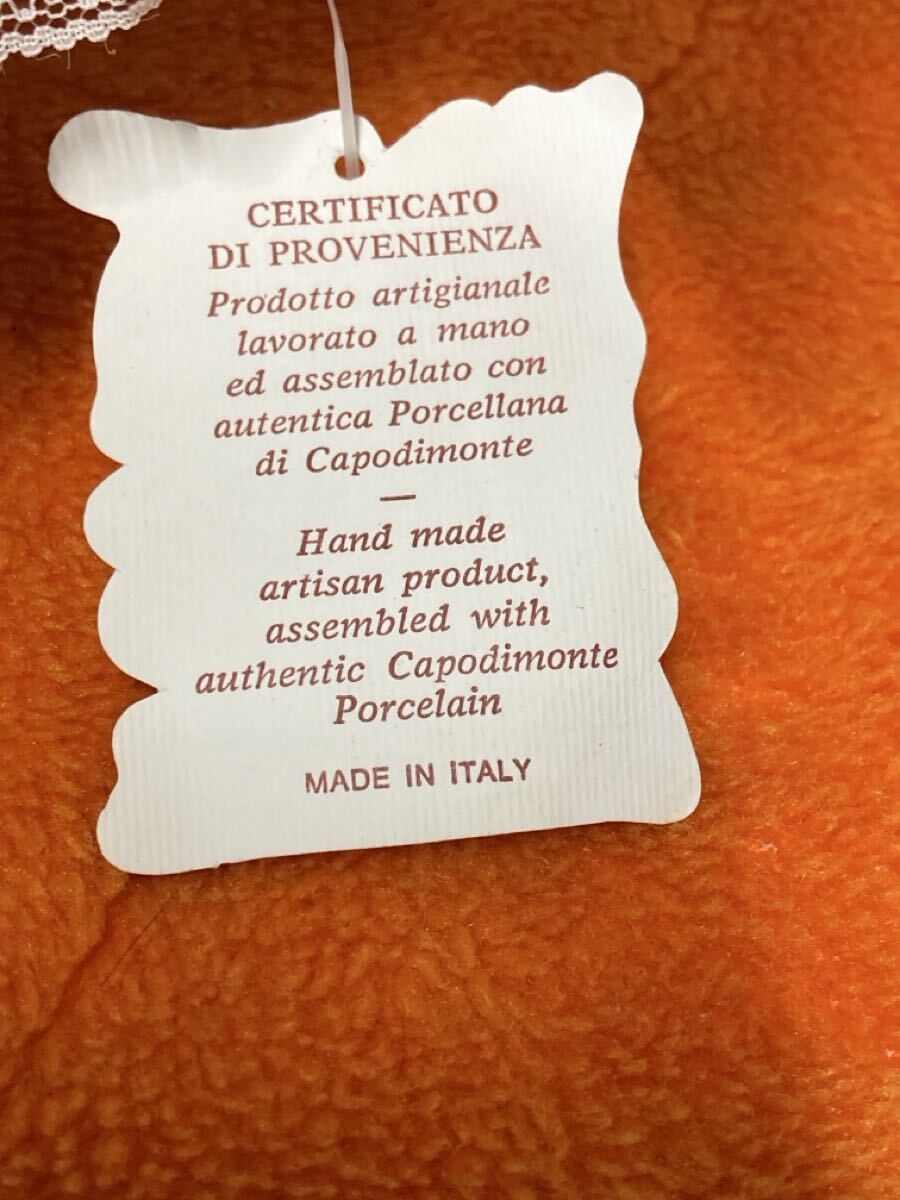 CERTIFICATO
DI PROVENIENZA
Prodotto artigianale
lavorato a mano
ed assemblato con
autentica Porcellana
di Capodimonte
—
Hand made
artisan product,
assembled with
authentic Capodimonte
Porcelain
MADE IN ITALY